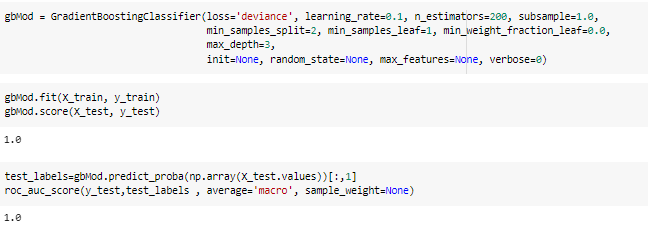 gbMod = GradientBoostingClassifier(loss='deviance', learning_rate=0.1, n_estimators=200, subsample=1.0,
min_samples_split=2, min_samples_leaf=1, min_weight_fraction_leaf=0.0,
max_depth=3,
init=None, random_state=None, max_features=None, verbose=0)
gbMod.fit(X_train, y_train)
gbMod.score(X_test, y_test)
1.0
test_labels=gbMod.predict_proba(np.array(X_test.values))[:,1]
roc_auc_score(y_test,test_labels , average='macro', sample_weight=None)
1.0